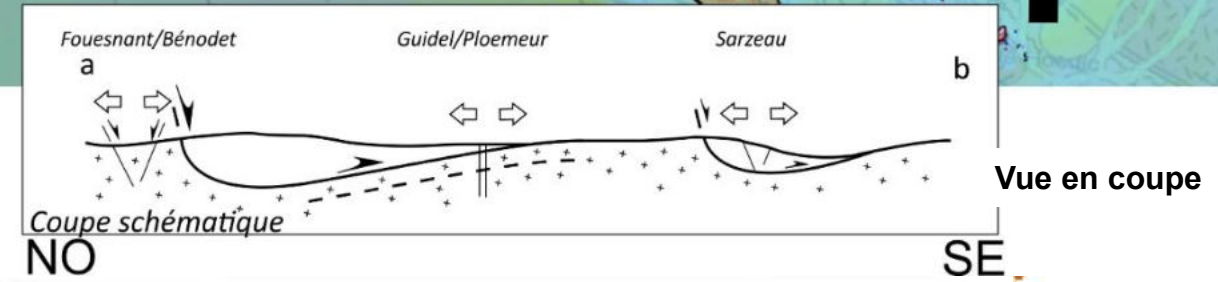 Fouesnant/Bénodet Guidel/Ploemeur Sarzeau
a b
Vue en coupe
Coupe schématique
NO SE